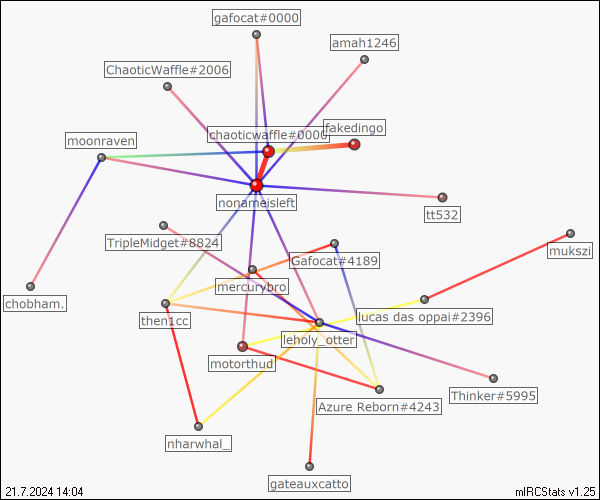 gafocat#0000
amah1246
ChaoticWaffle#2006
chaoticwaffle#0000
fakedingo
moonraven
nonameisleft
tt532
TripleMidget#8824
mukszi
Gafocat#4189
mercurybro
chobham.
then1cc
lucas das oppai#2396
leholy_otter
motorthud
Thinker#5995
Azure Reborn#4243
nharwhal_
gateauxcatto
21.7.2024 14:04
mIRCStats v1.25